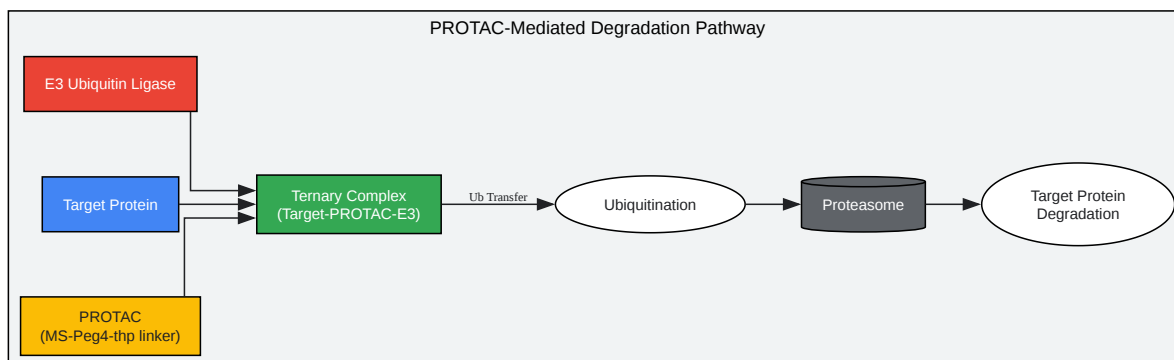 PROTAC-Mediated Degradation Pathway
E3 Ubiquitin Ligase
Target Protein
PROTAC
(MS-Peg4-thp linker)
Ternary Complex
(Target-PROTAC-E3)
Ub Transfer
Ubiquitination
Proteasome
Target Protein
Degradation